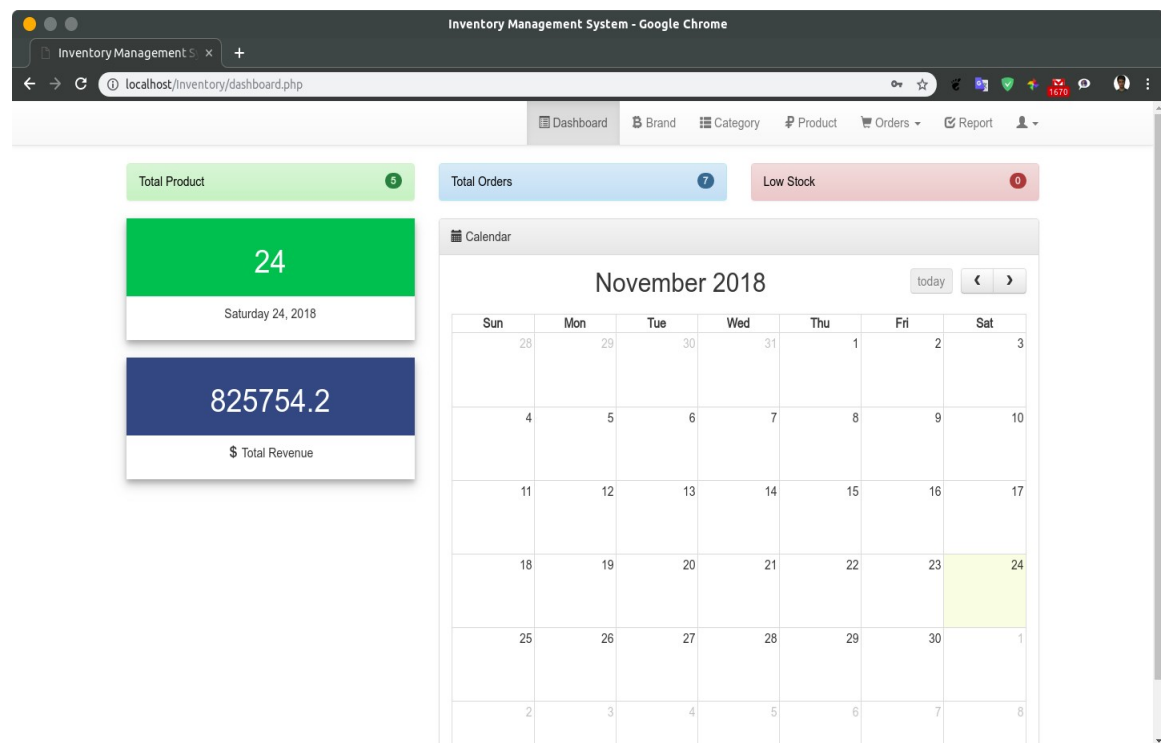 Inventory Management System - Google Chrome
Inventory Management S × +
localhost/Inventory/dashboard.php
1670
Dashboard Brand Category Product Orders Report
Total Product 5 Total Orders 7 Low Stock 0
24
Saturday 24, 2018
825754.2
$ Total Revenue
Calendar
November 2018 today
Sun Mon Tue Wed Thu Fri Sat
28 29 30 31 1 2 3
4 5 6 7 8 9 10
11 12 13 14 15 16 17
18 19 20 21 22 23 24
25 26 27 28 29 30 1
2 3 4 5 6 7 8